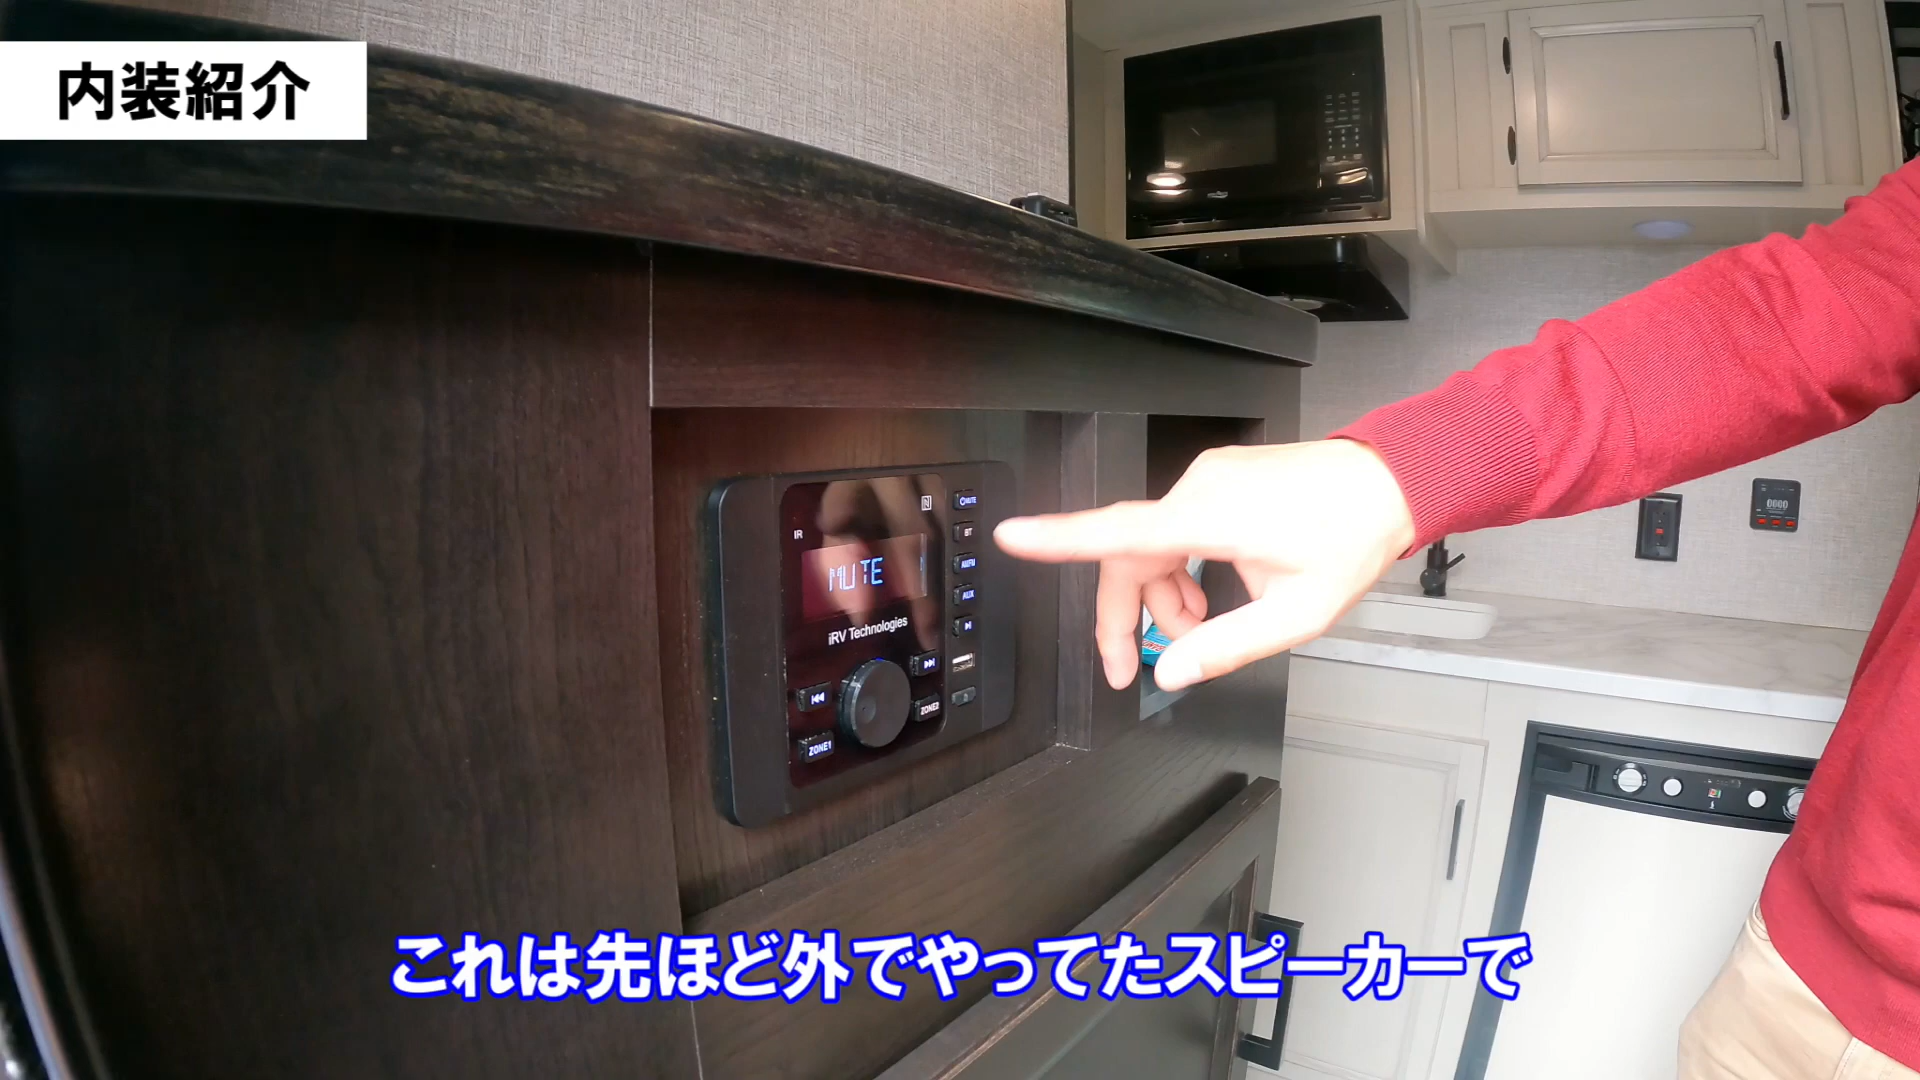 内装紹介
IR
MUTE
BT
MUTE
AM/FM
AUX
iRV Technologies
ZONE2
ZONE1
これは先ほど外でやってたスピーカーで